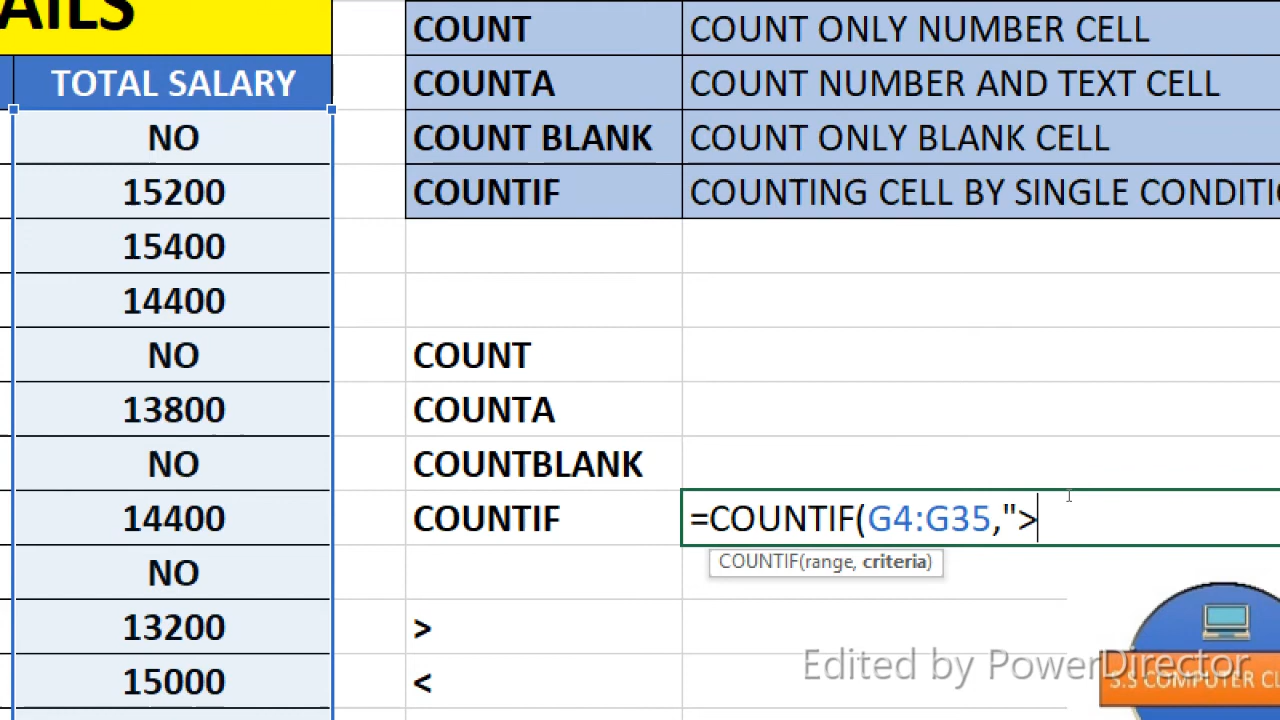 AILS
TOTAL SALARY
NO
15200
15400
14400
NO
13800
NO
14400
NO
13200
15000
COUNT COUNT ONLY NUMBER CELL
COUNTA COUNT NUMBER AND TEXT CELL
COUNT BLANK COUNT ONLY BLANK CELL
COUNTIF COUNTING CELL BY SINGLE CONDITI
COUNT
COUNTA
COUNTBLANK
COUNTIF =COUNTIF(G4:G35,">
COUNTIF(range, criteria)
>
<
Edited by PowerDirector
S.S COMPUTER CL